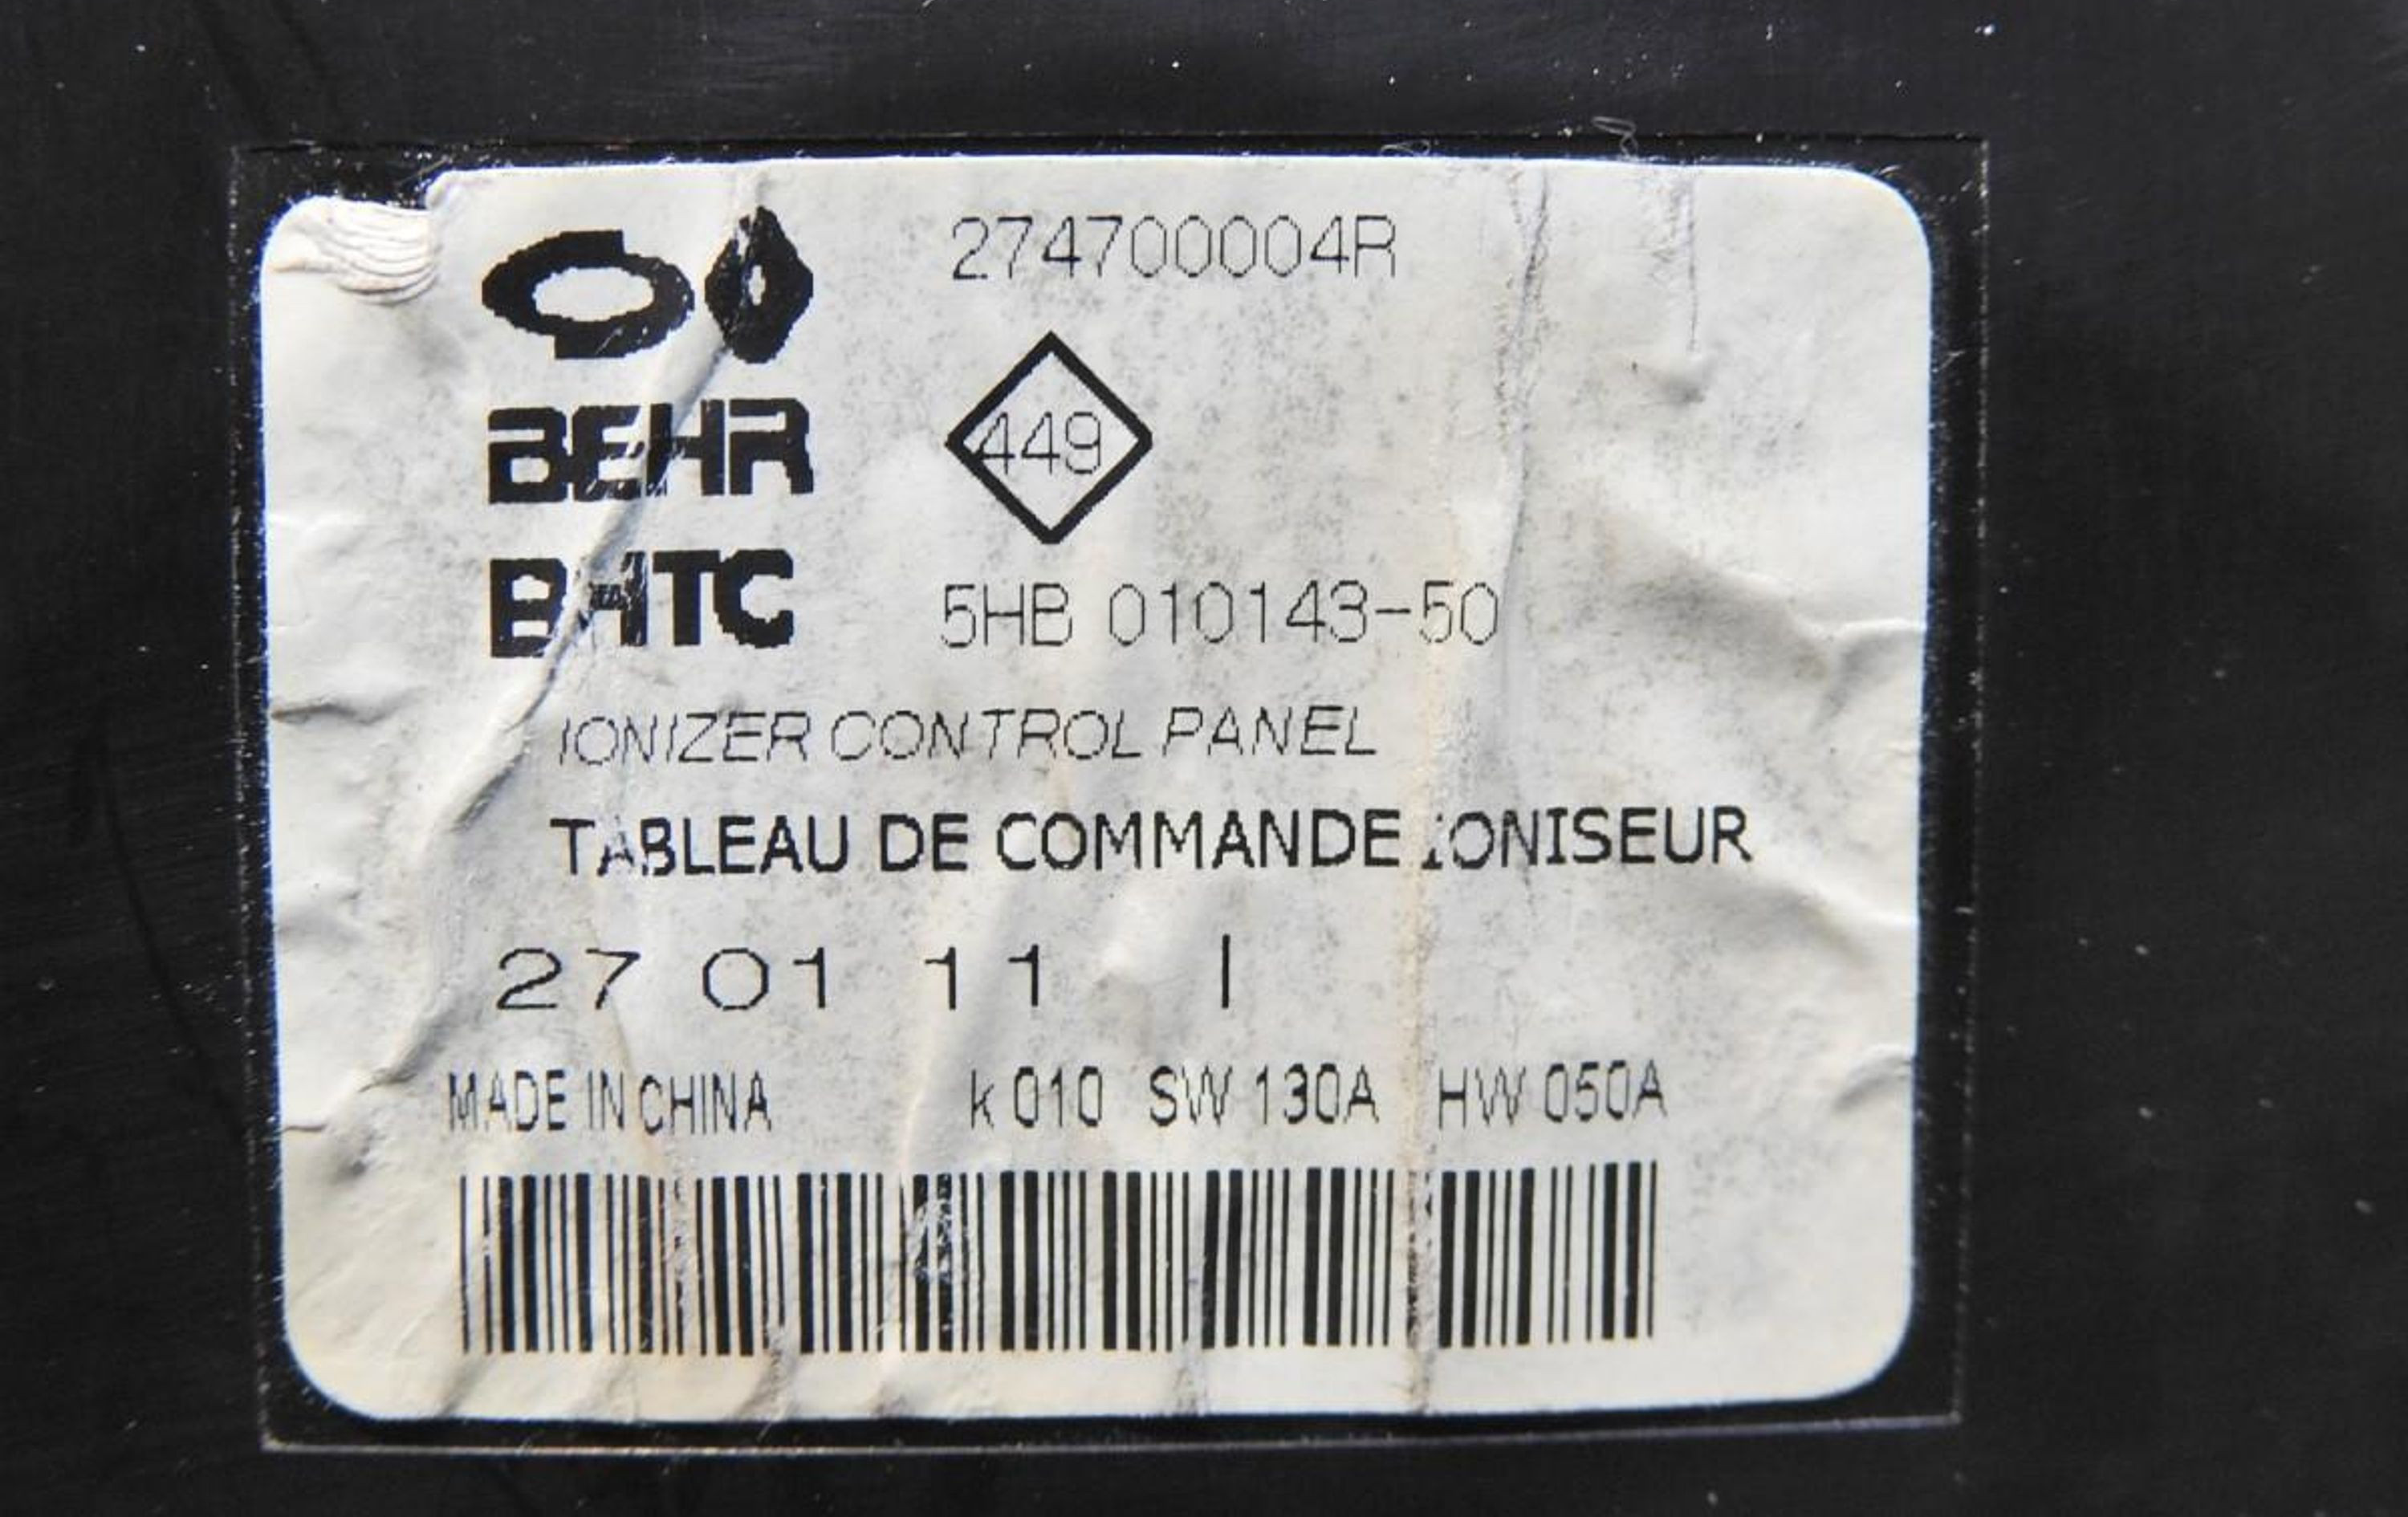 274700004R
BEHR
449
BHTC
5HB 010143-50
IONIZER CONTROL PANEL
TABLEAU DE COMMANDE IONISEUR
27 01 11 I
MADE IN CHINA k 010 SW 130A HW 050A